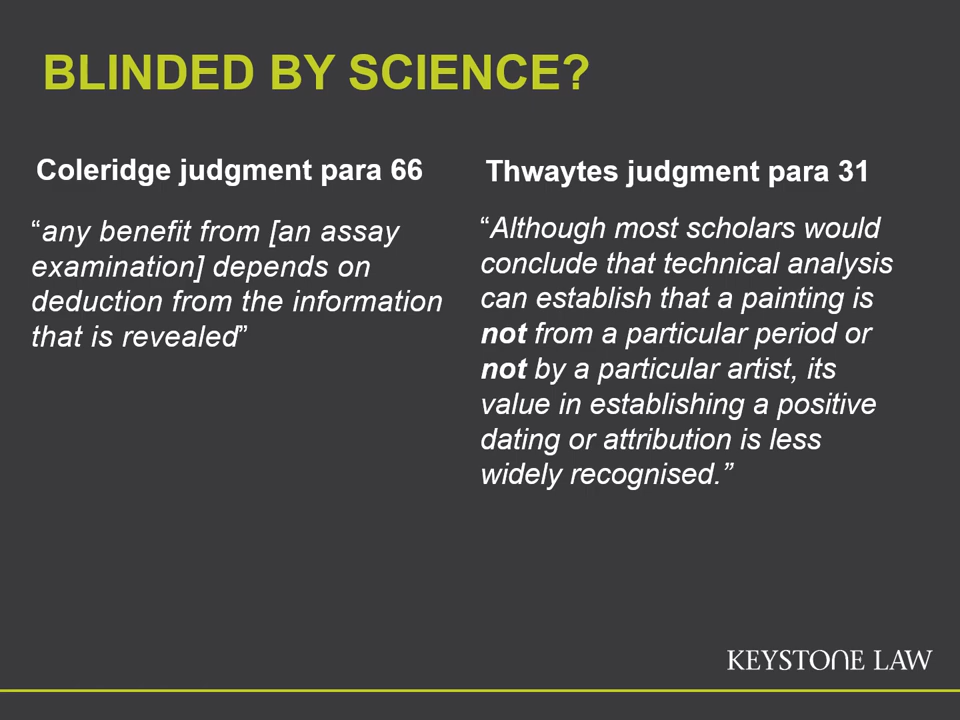 BLINDED BY SCIENCE?
Coleridge judgment para 66
“any benefit from [an assay
examination] depends on
deduction from the information
that is revealed”
Thwaytes judgment para 31
“Although most scholars would
conclude that technical analysis
can establish that a painting is
not from a particular period or
not by a particular artist, its
value in establishing a positive
dating or attribution is less
widely recognised.”
KEYSTONE LAW